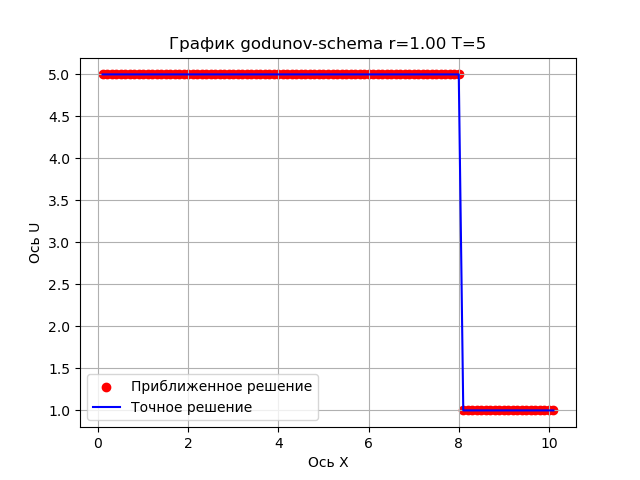 График godunov-schema r=1.00 T=5
5.0
4.5
4.0
3.5
3.0
2.5
2.0
1.5
1.0
Ось U
Приближенное решение
Точное решение
0 2 4 6 8 10
Ось X